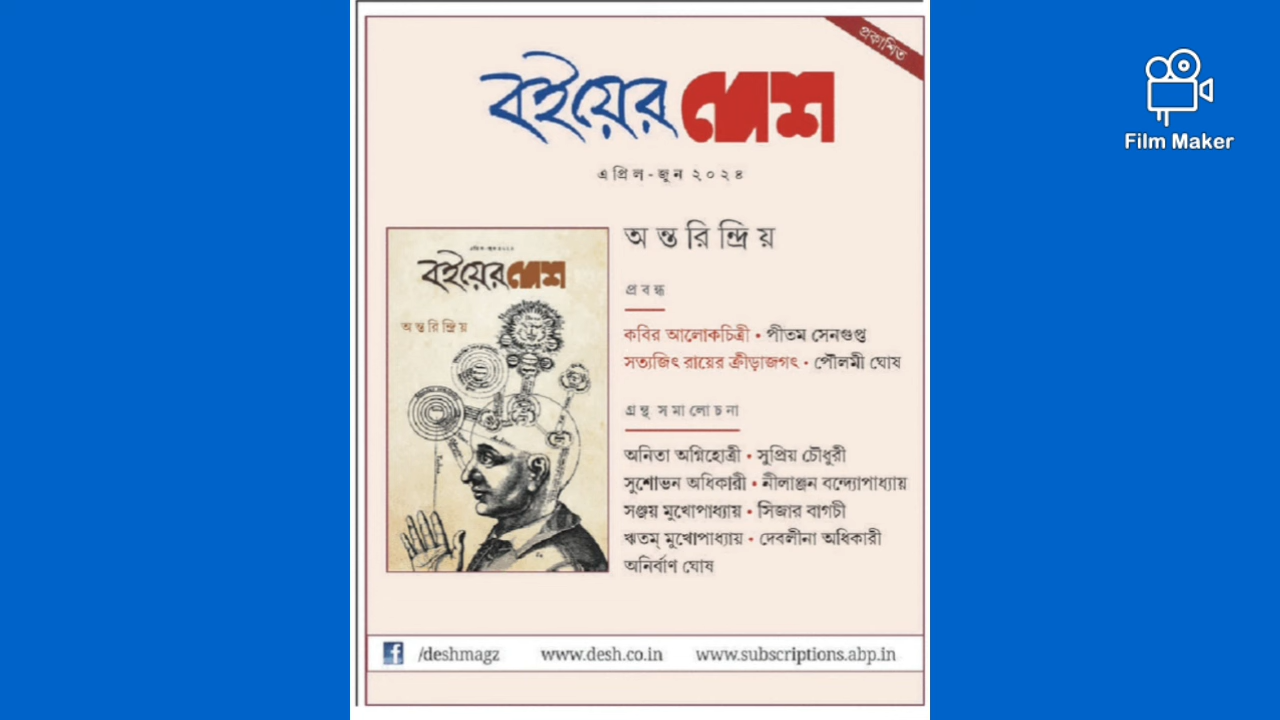 প্রকাশিত
বইয়ের দেশ
এপ্রিল-জুন ২০২৪
অন্তরিন্দ্রিয়
প্রবন্ধ
কবির আলোকচিত্রী • পীতম সেনগুপ্ত
সত্যজিৎ রায়ের ক্রীড়াজগৎ • পৌলমী ঘোষ
গ্রন্থ সমালোচনা
অনিতা অগ্নিহোত্রী • সুপ্রিয় চৌধুরী
সুশোভন অধিকারী • নীলাঞ্জন বন্দ্যোপাধ্যায়
সঞ্জয় মুখোপাধ্যায় • সিজার বাগচী
ঋতম্ মুখোপাধ্যায় • দেবলীনা অধিকারী
অনির্বাণ ঘোষ
এপ্রিল-জুন ২০২৪
বইয়ের দেশ
অন্তরিন্দ্রিয়
/deshmagz www.desh.co.in www.subscriptions.abp.in
Film Maker